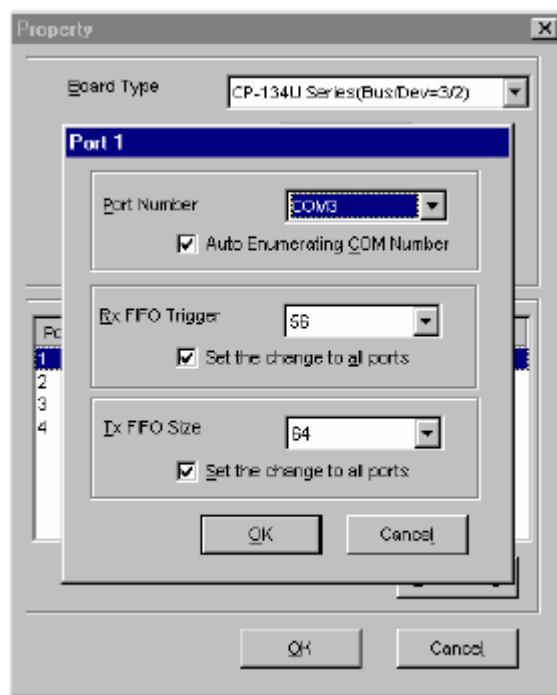 Property
Board Type
CP-134U Series(Bus/Dev=3/2)
Port 1
Port Number
COM3
Auto Enumerating COM Number
Rx FIFO Trigger
56
Set the change to all ports
Tx FIFO Size
64
Set the change to all ports
OK
Cancel
1
2
3
4
OK
Cancel